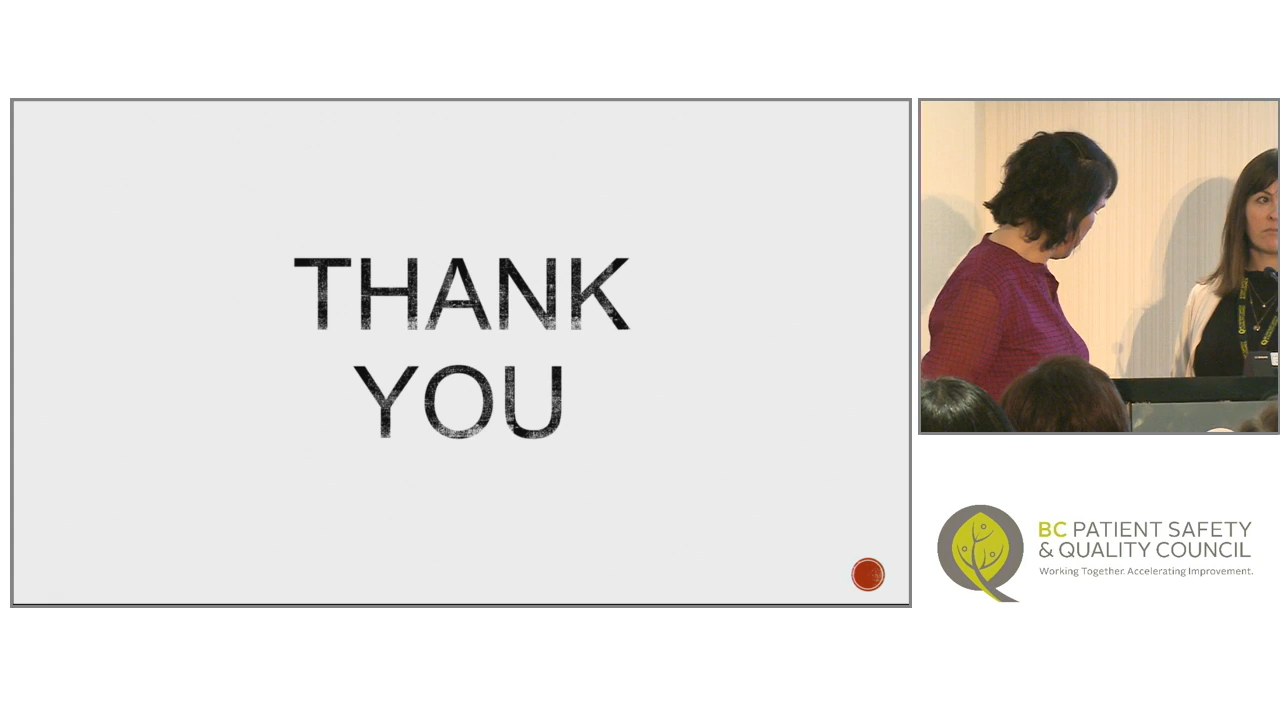 THANK
YOU
BC PATIENT SAFETY
& QUALITY COUNCIL
Working Together. Accelerating Improvement.